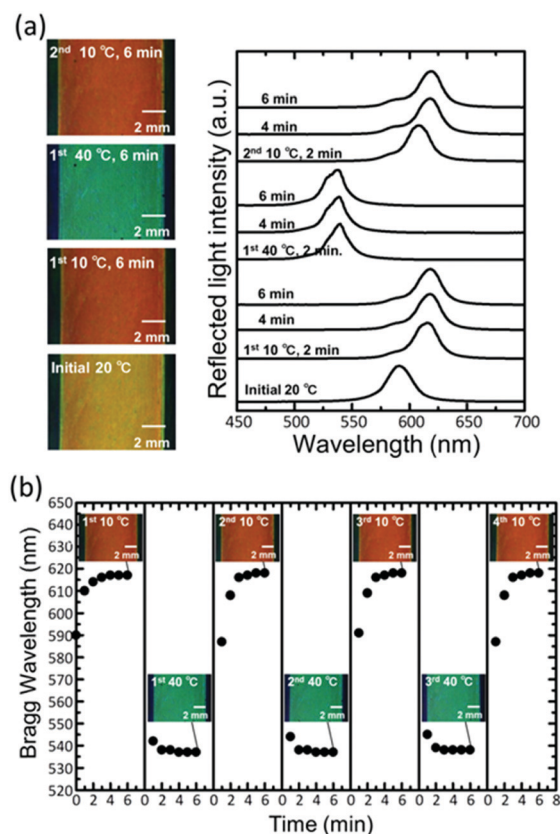 (a)
2nd 10 ℃, 6 min
2 mm
1st 40 ℃, 6 min
2 mm
1st 10 ℃, 6 min
2 mm
Initial 20 ℃
2 mm
Reflected light intensity (a.u.)
6 min
4 min
2nd 10 ℃, 2 min
6 min
4 min
1st 40 ℃, 2 min.
6 min
4 min
1st 10 ℃, 2 min
Initial 20 ℃
450 500 550 600 650 700
Wavelength (nm)
(b)
Bragg Wavelength (nm)
650
640
630
620
610
600
590
580
570
560
550
540
530
520
1st 10 ℃
2 mm
2nd 10 ℃
2 mm
3rd 10 ℃
2 mm
4th 10 ℃
2 mm
1st 40 ℃
2 mm
2nd 40 ℃
2 mm
3rd 40 ℃
2 mm
0 2 4 6 0 2 4 6 0 2 4 6 0 2 4 6 0 2 4 6 0 2 4 6 0 2 4 6 8
Time (min)